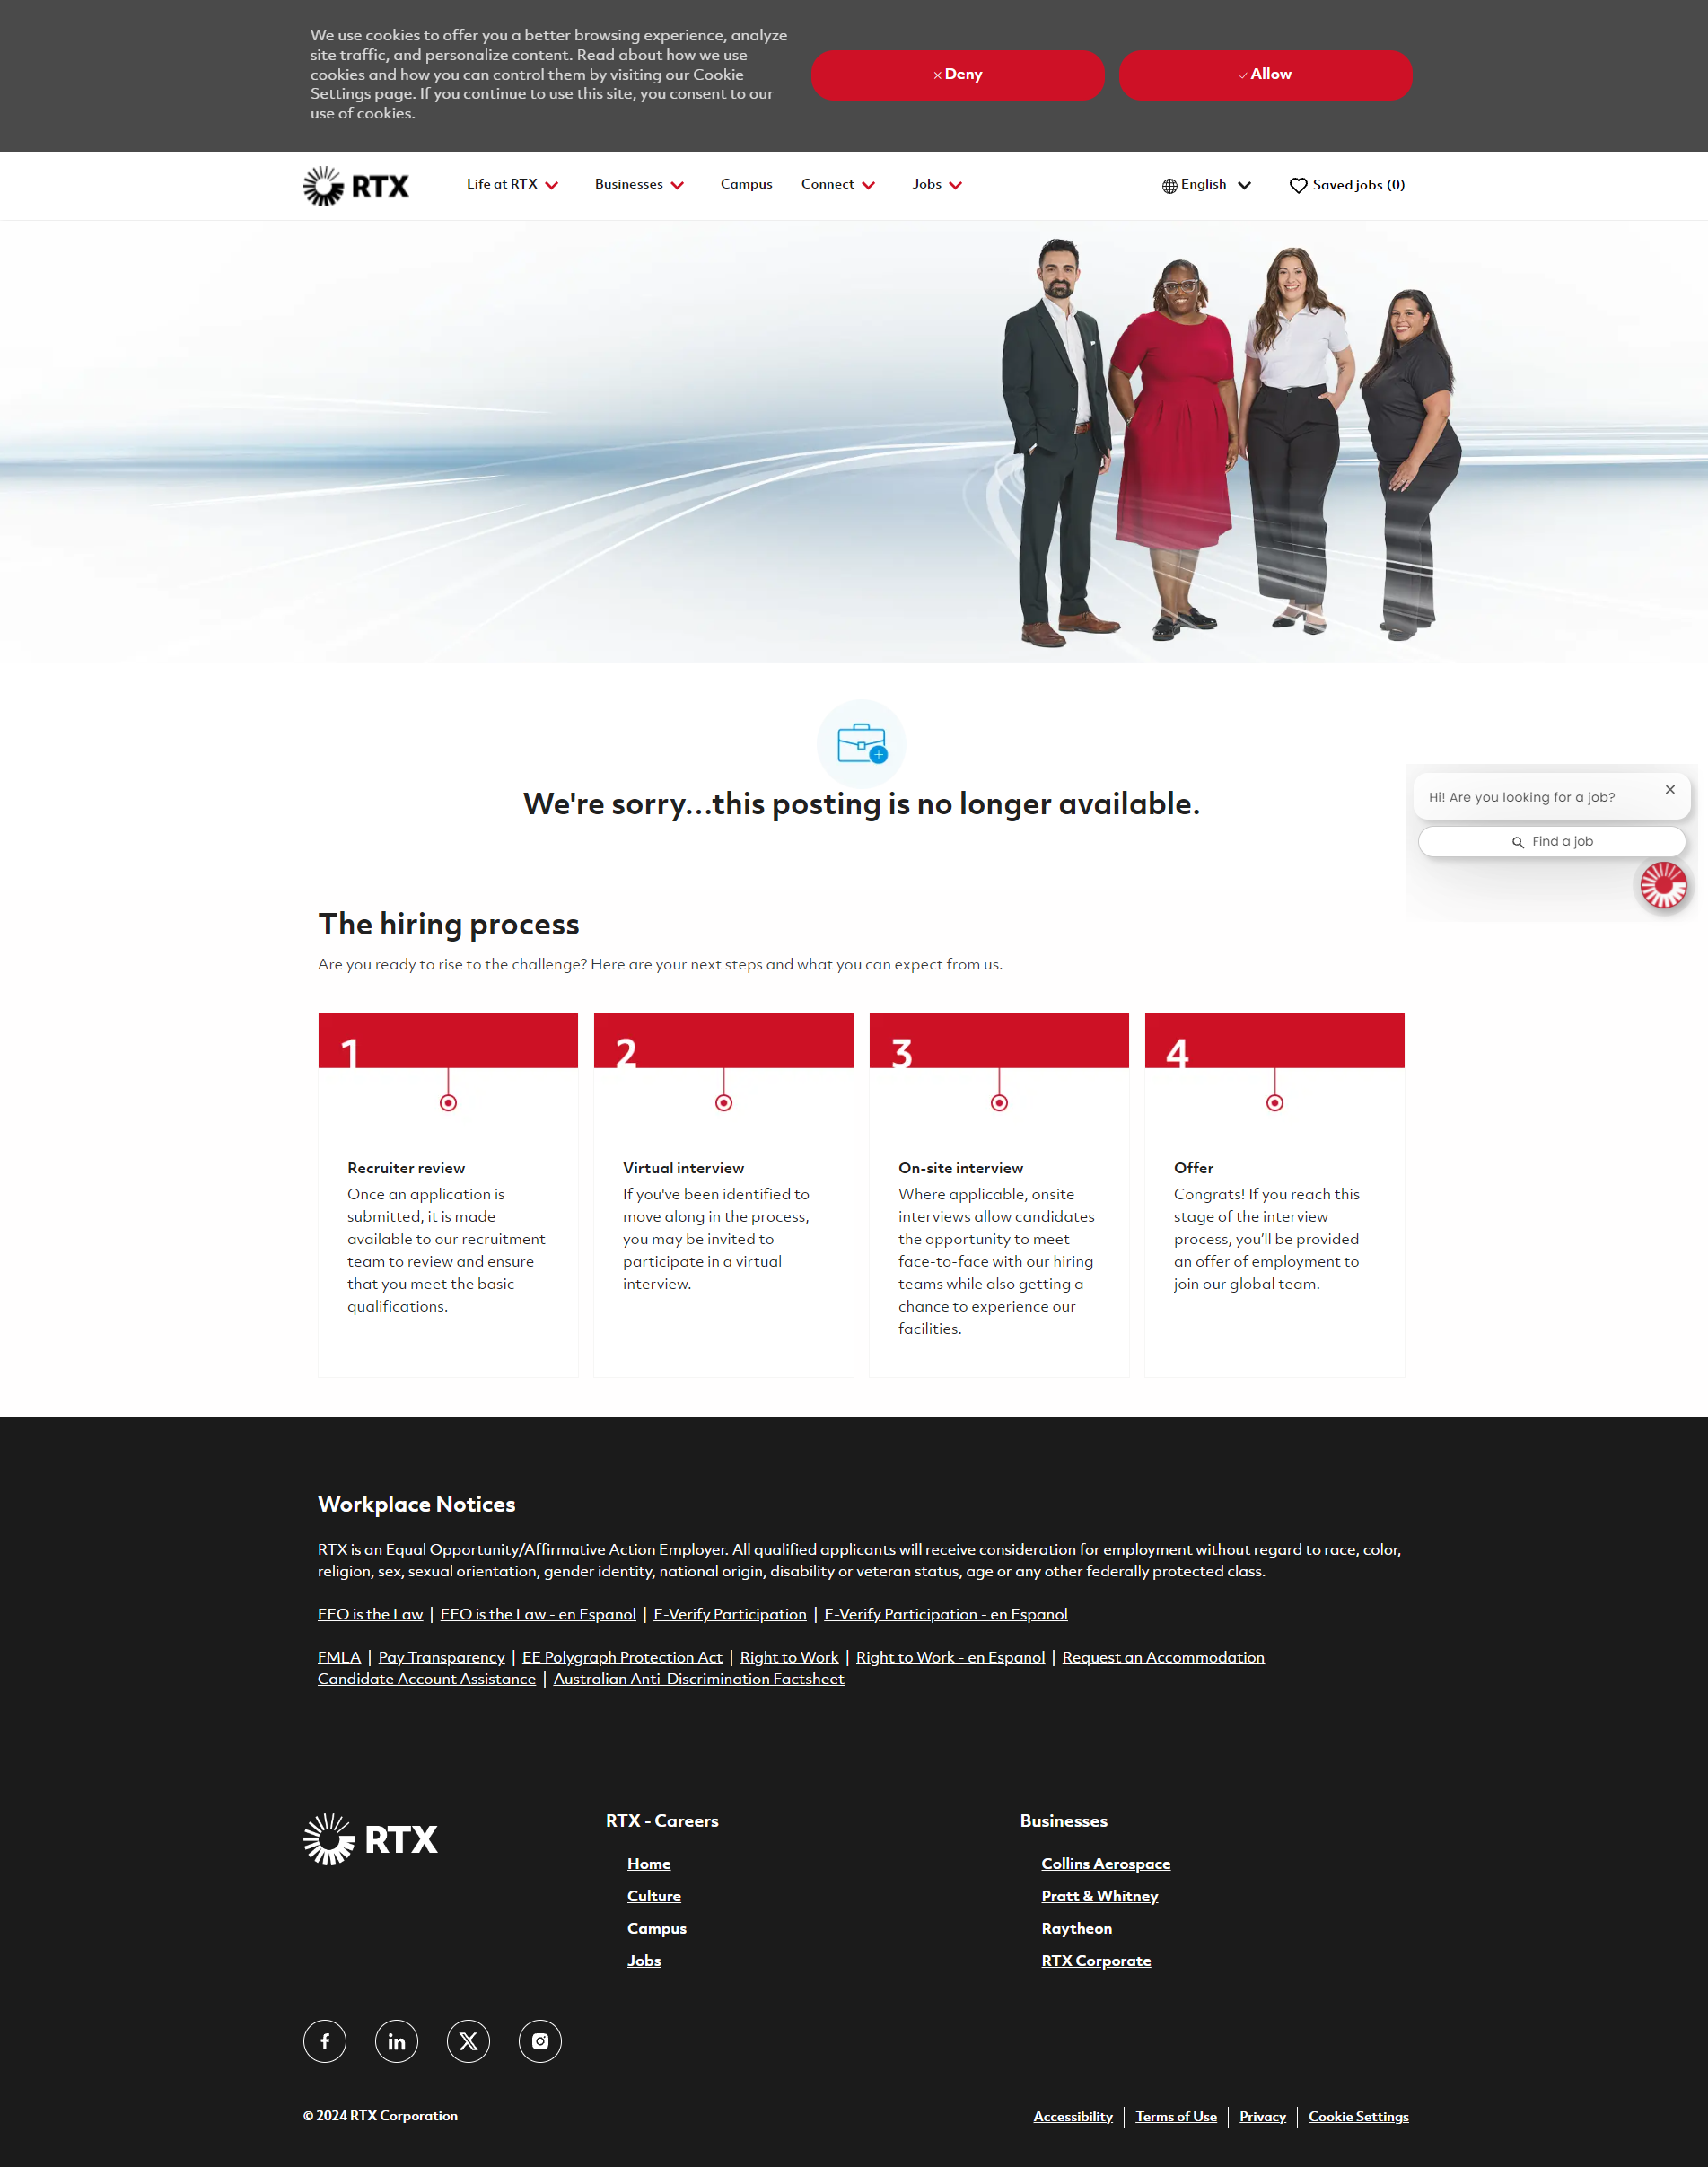 We use cookies to offer you a better browsing experience, analyze
site traffic, and personalize content. Read about how we use
cookies and how you can control them by visiting our Cookie
Settings page. If you continue to use this site, you consent to our
use of cookies.
Deny
Allow
RTX
Life at RTX
Businesses
Campus
Connect
Jobs
English
Saved jobs (0)
We're sorry...this posting is no longer available.
Hi! Are you looking for a job?
Find a job
The hiring process
Are you ready to rise to the challenge? Here are your next steps and what you can expect from us.
1
Recruiter review
Once an application is
submitted, it is made
available to our recruitment
team to review and ensure
that you meet the basic
qualifications.
2
Virtual interview
If you've been identified to
move along in the process,
you may be invited to
participate in a virtual
interview.
3
On-site interview
Where applicable, onsite
interviews allow candidates
the opportunity to meet
face-to-face with our hiring
teams while also getting a
chance to experience our
facilities.
4
Offer
Congrats! If you reach this
stage of the interview
process, you’ll be provided
an offer of employment to
join our global team.
Workplace Notices
RTX is an Equal Opportunity/Affirmative Action Employer. All qualified applicants will receive consideration for employment without regard to race, color,
religion, sex, sexual orientation, gender identity, national origin, disability or veteran status, age or any other federally protected class.
EEO is the Law | EEO is the Law - en Espanol | E-Verify Participation | E-Verify Participation - en Espanol
FMLA | Pay Transparency | EE Polygraph Protection Act | Right to Work | Right to Work - en Espanol | Request an Accommodation
Candidate Account Assistance | Australian Anti-Discrimination Factsheet
RTX
RTX - Careers
Home
Culture
Campus
Jobs
Businesses
Collins Aerospace
Pratt & Whitney
Raytheon
RTX Corporate
© 2024 RTX Corporation
Accessibility
Terms of Use
Privacy
Cookie Settings